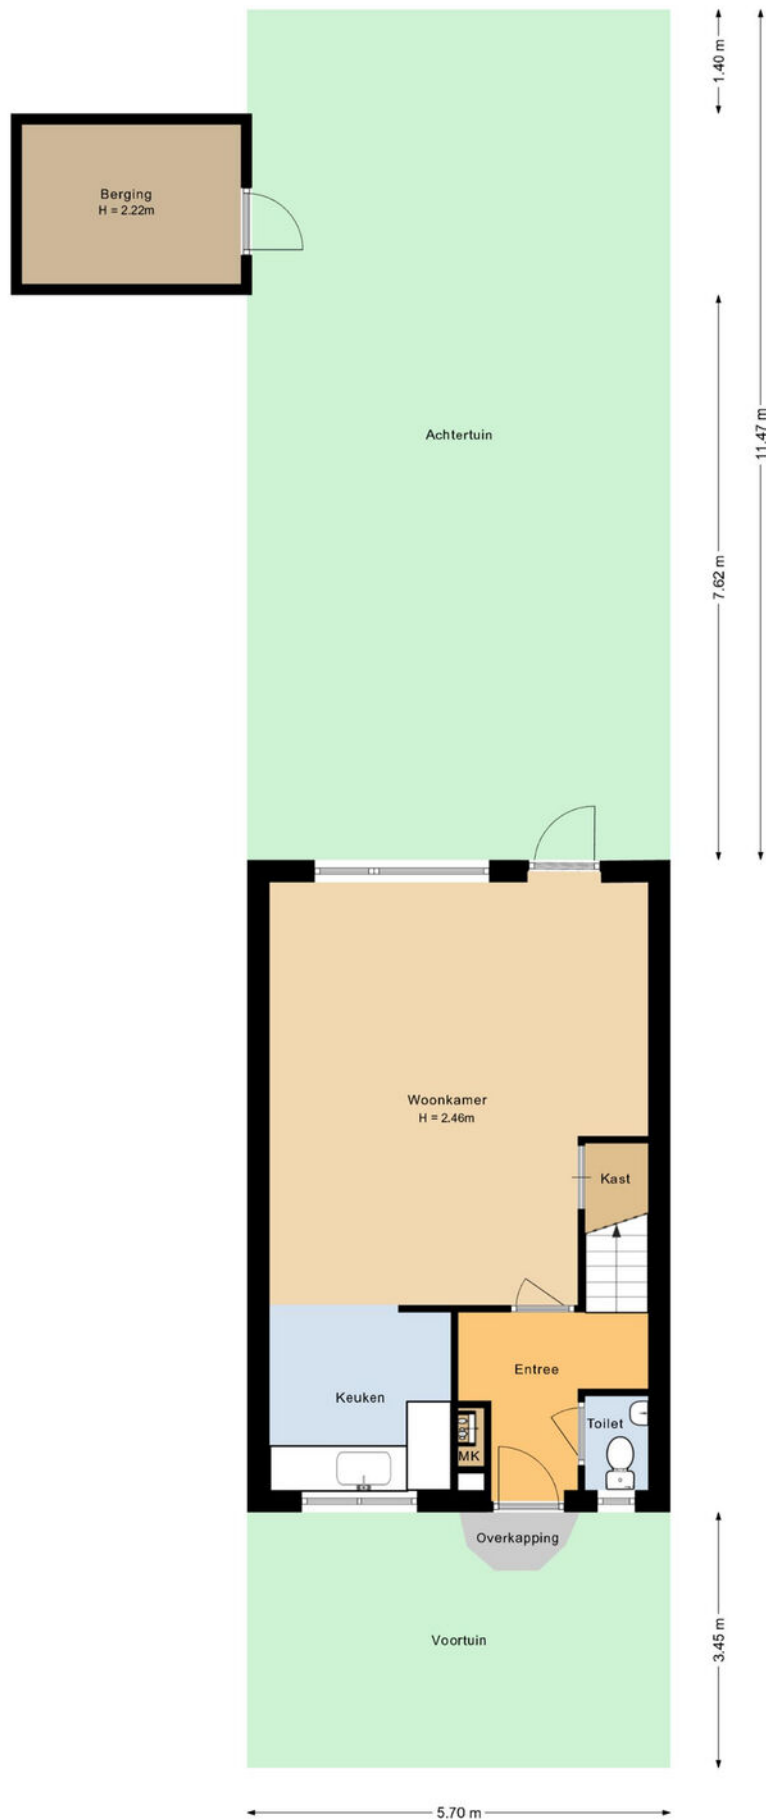 1.40 m
Berging
H = 2.22m
11.47 m
Achtertuin
7.62 m
Woonkamer
H = 2.46m
Kast
Entree
Keuken
Toilet
MK
Overkapping
Voortuin
3.45 m
5.70 m